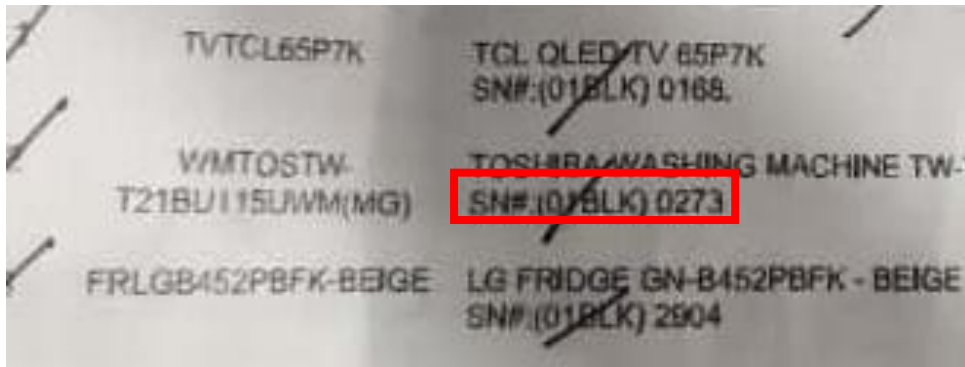 TVTCL65P7K TCL QLED TV 65P7K
SN#:(01BLK) 0168.
WMTOSTW- TOSHIBA WASHING MACHINE TW-
T21BU115UWM(MG) SN#:(01BLK) 0273
FRLGB452PBFK-BEIGE LG FRIDGE GN-B452PBFK - BEIGE
SN#:(01BLK) 2904